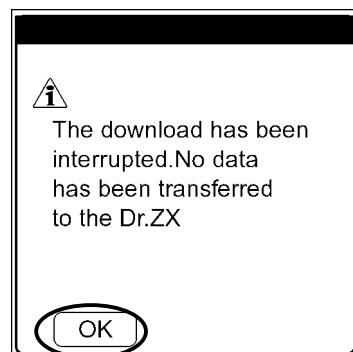 The download has been
interrupted.No data
has been transferred
to the Dr.ZX
OK